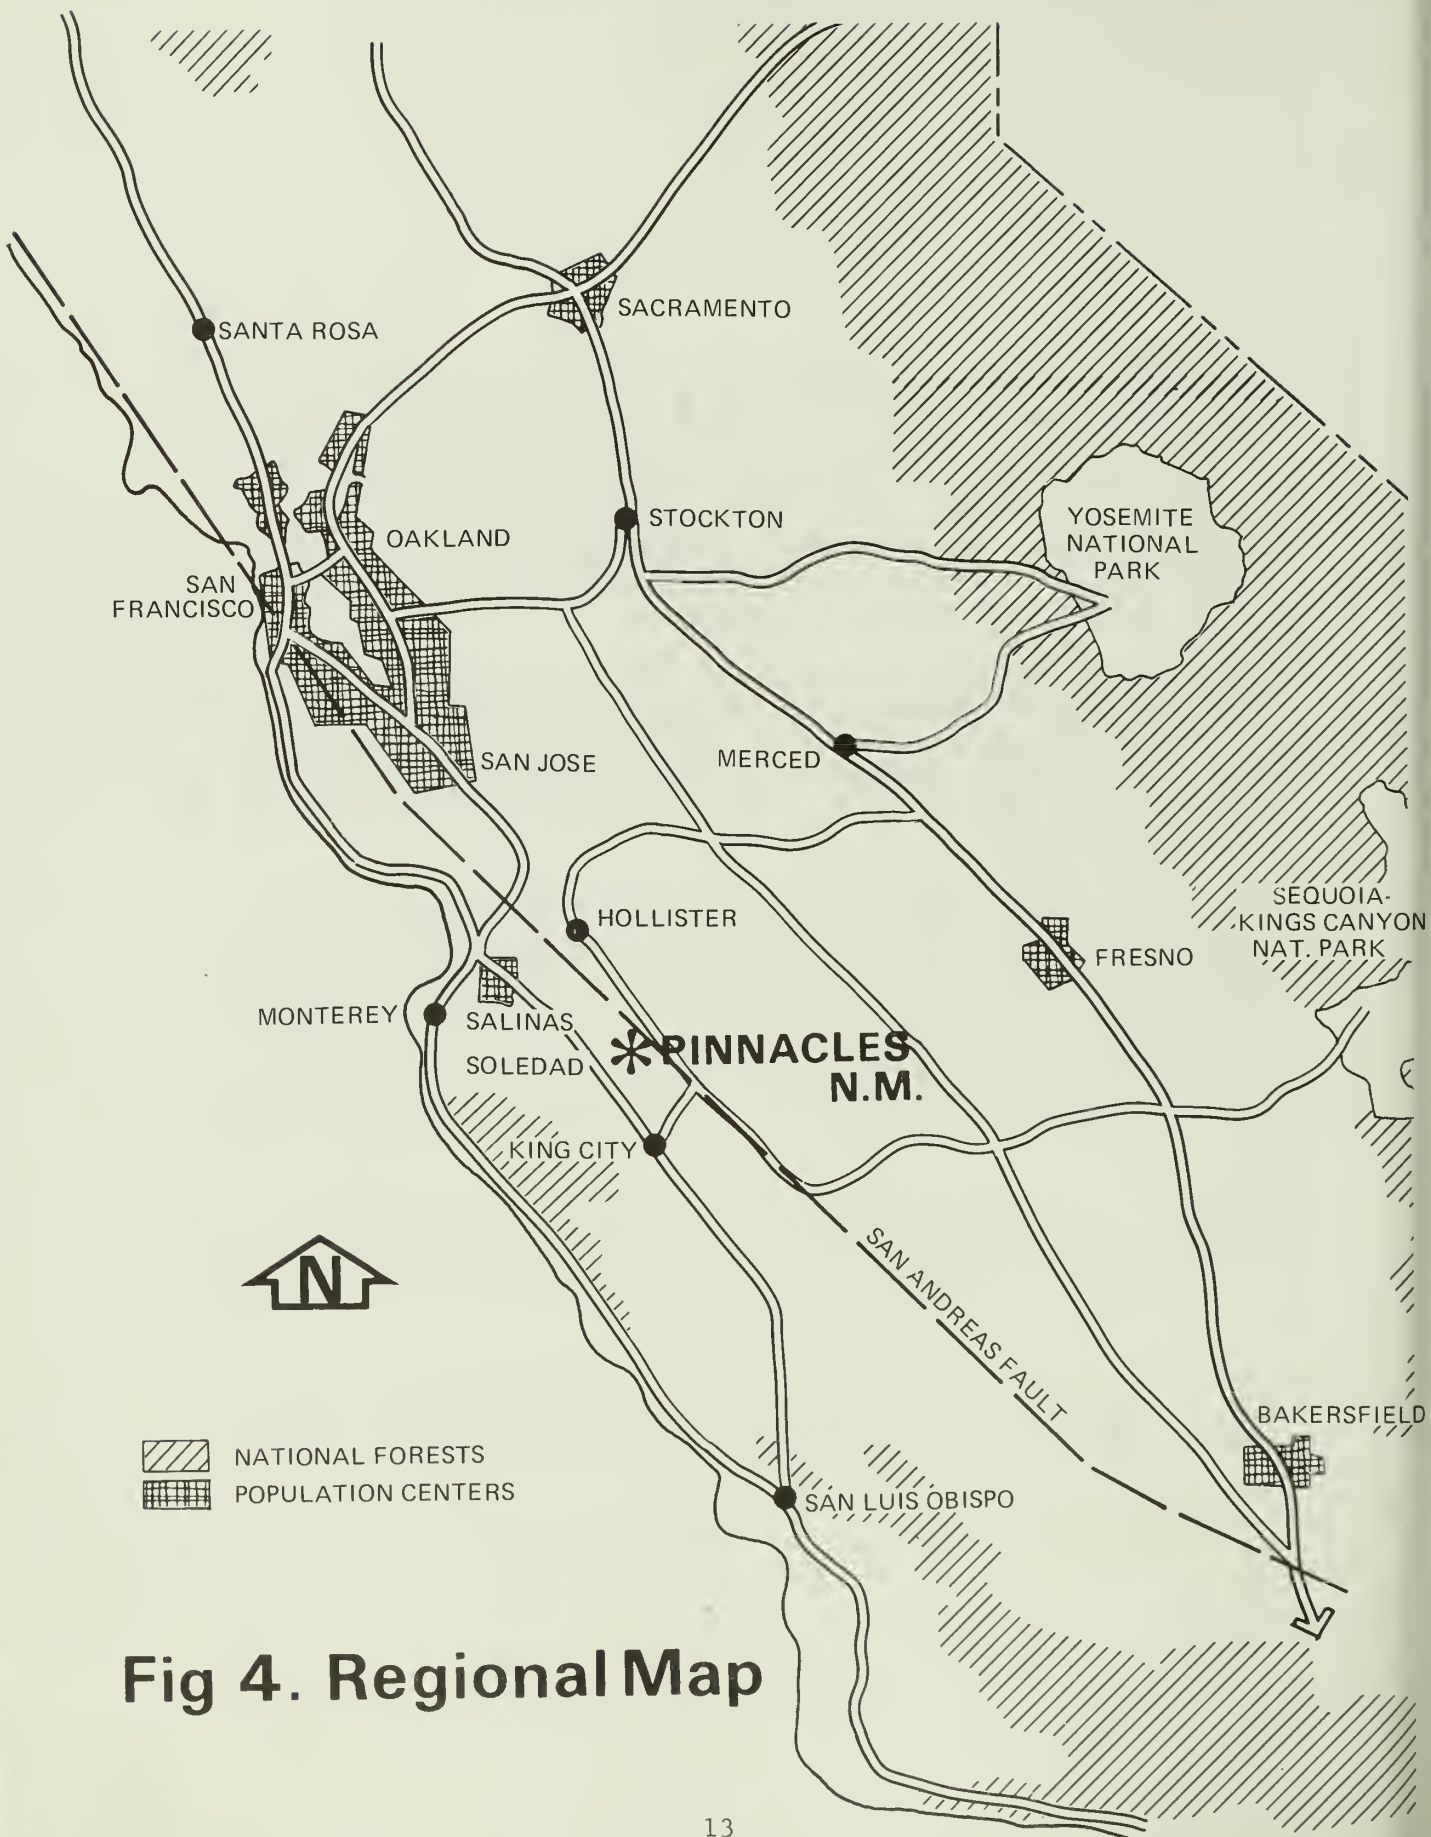 SACRAMENTO
SANTA ROSA
STOCKTON
OAKLAND
YOSEMITE
NATIONAL
PARK
SAN
FRANCISCO
SAN JOSE
MERCED
SEQUOIA-
KINGS CANYON
NAT. PARK
HOLLISTER
FRESNO
MONTEREY
SALINAS
SOLEDAD
PINNACLES
N.M.
KING CITY
N
SAN ANDREAS FAULT
BAKERSFIELD
NATIONAL FORESTS
POPULATION CENTERS
SAN LUIS OBISPO
Fig 4. Regional Map
13